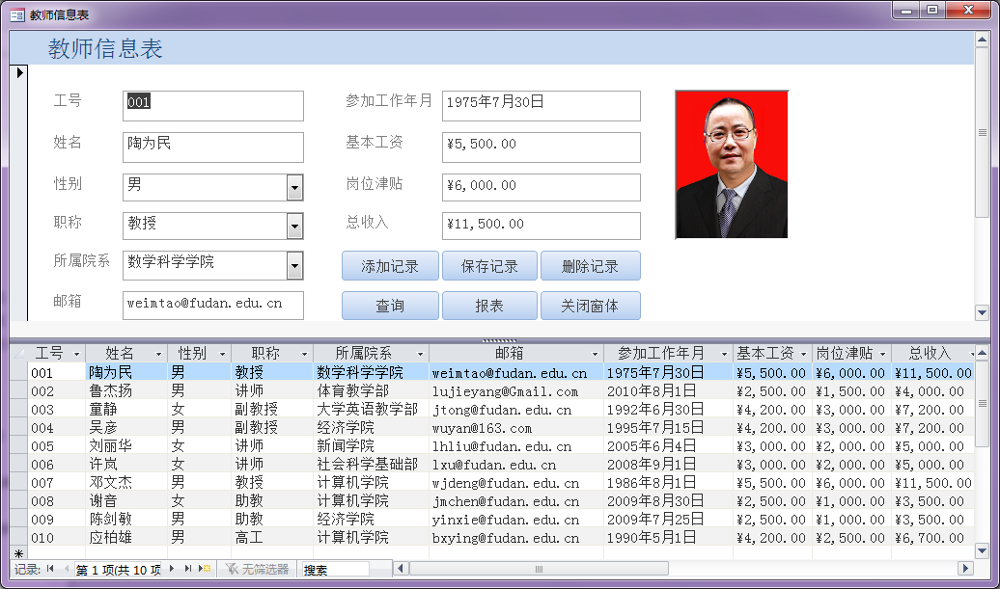 教师信息表
教师信息表
工号 001 参加工作年月 1975年7月30日
姓名 陶为民 基本工资 ¥5,500.00
性别 男 岗位津贴 ¥6,000.00
职称 教授 总收入 ¥11,500.00
所属院系 数学科学学院 添加记录 保存记录 删除记录
邮箱 weimtao@fudan.edu.cn 查询 报表 关闭窗体
工号 姓名 性别 职称 所属院系 邮箱 参加工作年月 基本工资 岗位津贴 总收入
001 陶为民 男 教授 数学科学学院 weimtao@fudan.edu.cn 1975年7月30日 ¥5,500.00 ¥6,000.00 ¥11,500.00
002 鲁杰扬 男 讲师 体育教学部 lujieyang@Gmail.com 2010年8月1日 ¥2,500.00 ¥1,500.00 ¥4,000.00
003 童静 女 副教授 大学英语教学部 jtong@fudan.edu.cn 1992年6月30日 ¥4,200.00 ¥3,000.00 ¥7,200.00
004 吴彦 男 副教授 经济学院 wuyan@163.com 1995年7月15日 ¥4,200.00 ¥3,000.00 ¥7,200.00
005 刘丽华 女 讲师 新闻学院 lhliu@fudan.edu.cn 2005年6月4日 ¥3,000.00 ¥2,000.00 ¥5,000.00
006 许岚 女 讲师 社会科学基础部 lxu@fudan.edu.cn 2008年9月1日 ¥3,000.00 ¥2,000.00 ¥5,000.00
007 邓文杰 男 教授 计算机学院 wjdeng@fudan.edu.cn 1986年8月1日 ¥5,500.00 ¥6,000.00 ¥11,500.00
008 谢音 女 助教 计算机学院 jmchen@fudan.edu.cn 2009年8月30日 ¥2,500.00 ¥1,000.00 ¥3,500.00
009 陈剑敏 男 助教 经济学院 yinxie@fudan.edu.cn 2009年7月25日 ¥2,500.00 ¥1,000.00 ¥3,500.00
010 应柏雄 男 高工 计算机学院 bxying@fudan.edu.cn 1990年5月1日 ¥4,200.00 ¥2,500.00 ¥6,700.00
记录: 第 1 项(共 10 项 无筛选器 搜索